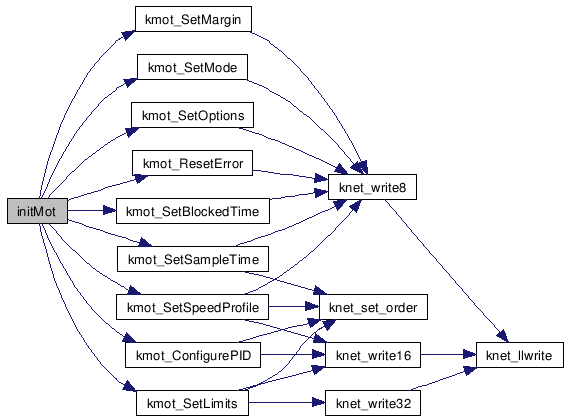 kmot_SetMargin
kmot_SetMode
kmot_SetOptions
kmot_ResetError
knet_write8
initMot
kmot_SetBlockedTime
kmot_SetSampleTime
kmot_SetSpeedProfile
knet_set_order
kmot_ConfigurePID
knet_write16
knet_llwrite
kmot_SetLimits
knet_write32